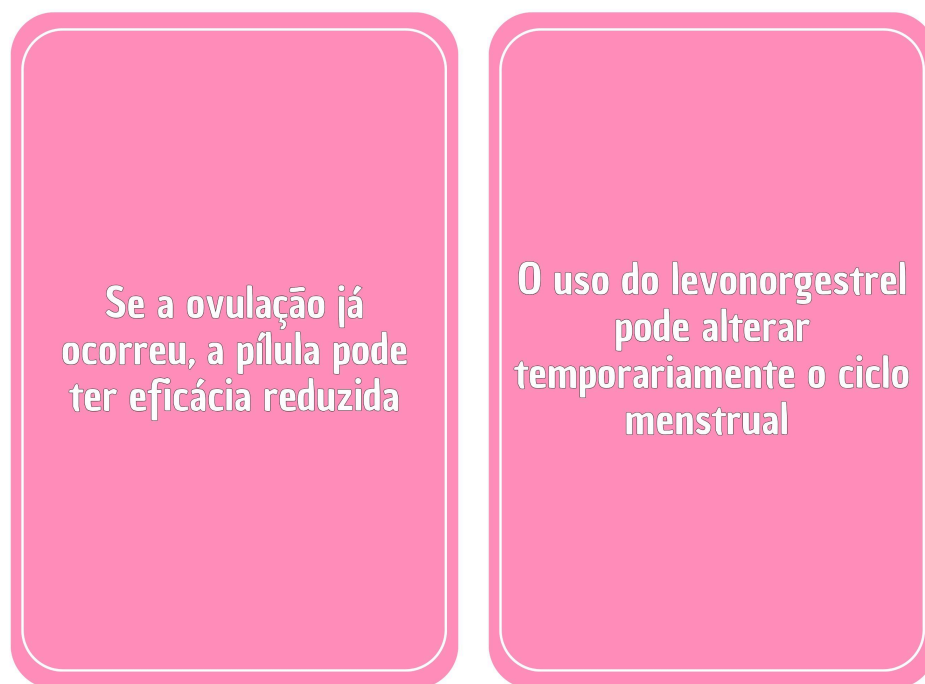 Se a ovulação já
ocorreu, a pílula pode
ter eficácia reduzida
O uso do levonorgestrel
pode alterar
temporariamente o ciclo
menstrual